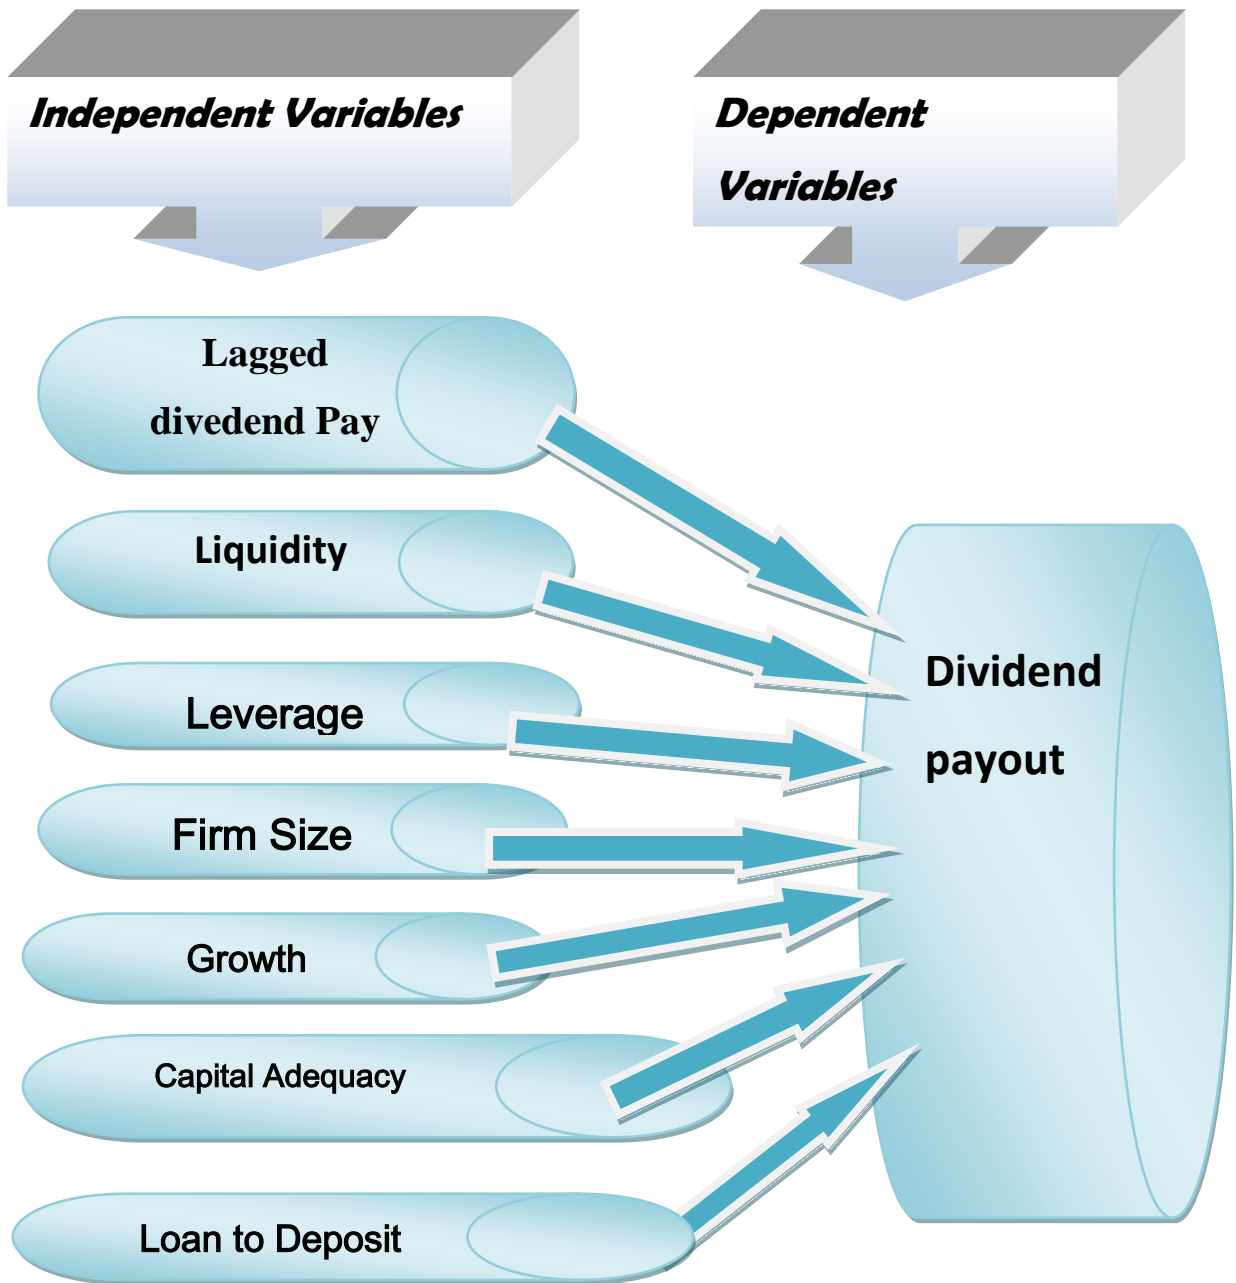 Independent Variables
Dependent
Variables
Lagged
divedend Pay
Liquidity
Leverage
Firm Size
Growth
Capital Adequacy
Loan to Deposit
Dividend
payout